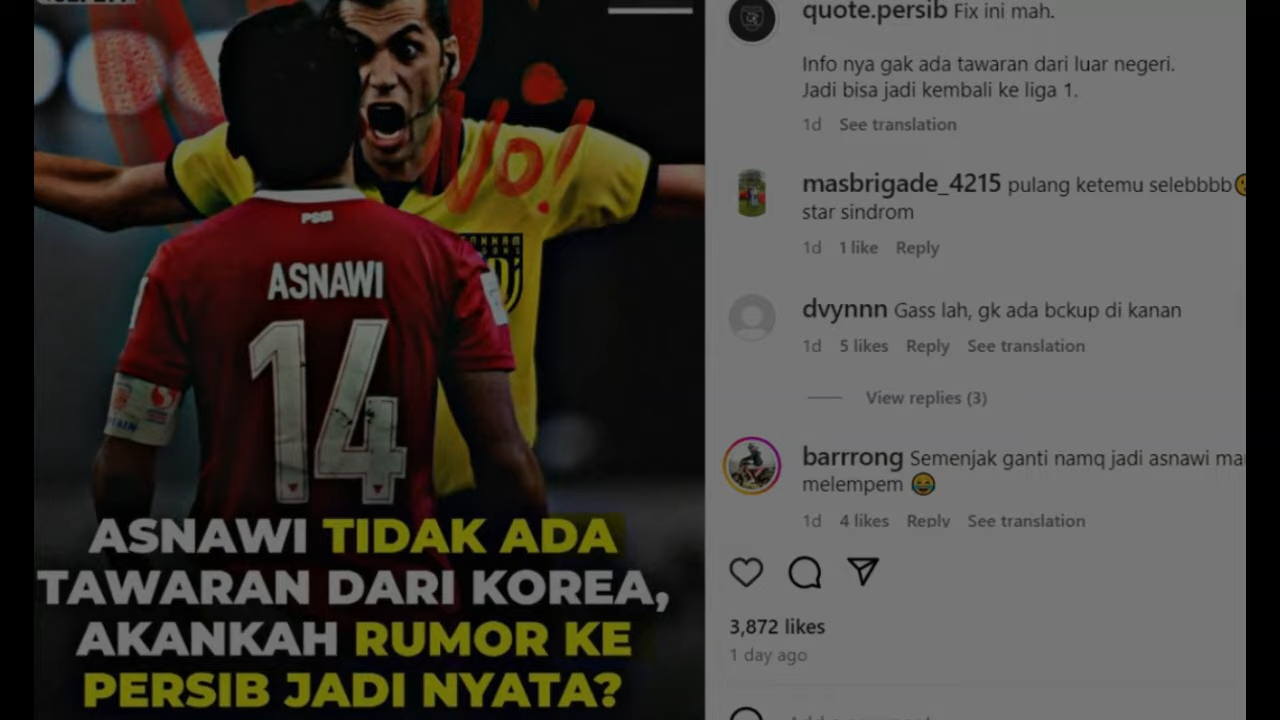 No!
PSSI
ASNAWI
14
ASNAWI TIDAK ADA
TAWARAN DARI KOREA,
AKANKAH RUMOR KE
PERSIB JADI NYATA?
quote.persib Fix ini mah.
Info nya gak ada tawaran dari luar negeri.
Jadi bisa jadi kembali ke liga 1.
1d See translation
masbrigade_4215 pulang ketemu selebbbb
star sindrom
1d 1 like Reply
dvynnn Gass lah, gk ada bckup di kanan
1d 5 likes Reply See translation
View replies (3)
barrrong Semenjak ganti namq jadi asnawi
melempem 😂
1d 4 likes Reply See translation
3,872 likes
1 day ago